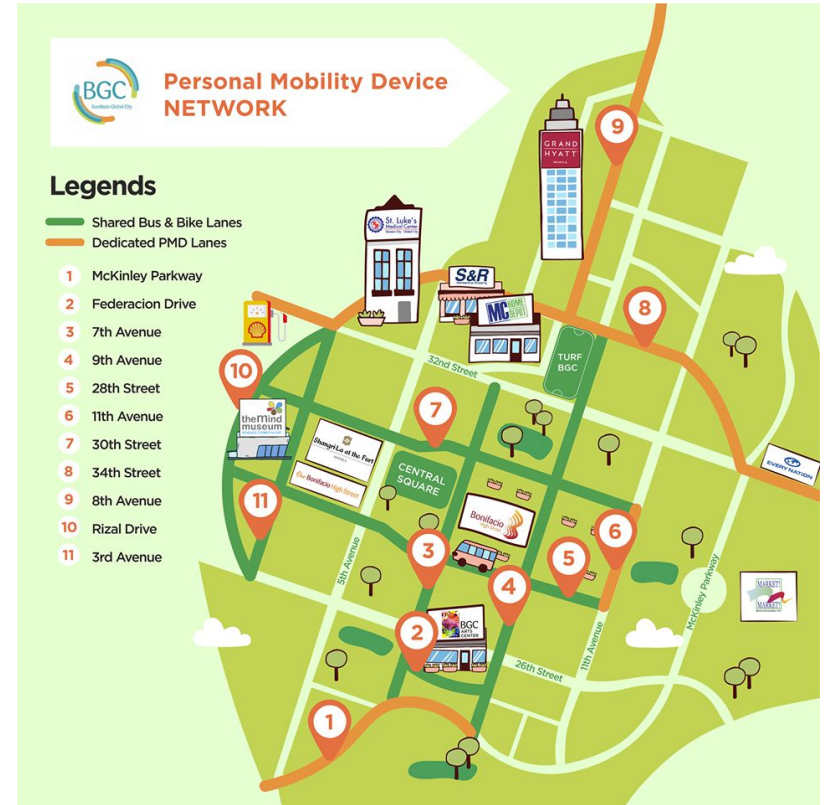 BGC
Bonifacio Global City
Personal Mobility Device
NETWORK
Legends
Shared Bus & Bike Lanes
Dedicated PMD Lanes
1 McKinley Parkway
2 Federacion Drive
3 7th Avenue
4 9th Avenue
5 28th Street
6 11th Avenue
7 30th Street
8 34th Street
9 8th Avenue
10 Rizal Drive
11 3rd Avenue
9
GRAND
HYATT
MANILA
St. Luke's
Medical Center
S&R
MC HOME DEPOT
8
TURF
BGC
32nd Street
10
themind
museum
7
Shangri-La at the Fort
MANILA
One Bonifacio High Street
CENTRAL
SQUARE
EVERY NATION
11
Bonifacio
High Street
6
5th Avenue
3
5
4
McKinley Parkway
MARKET!
MARKET!
2
BGC
ARTS
CENTER
11th Avenue
26th Street
1